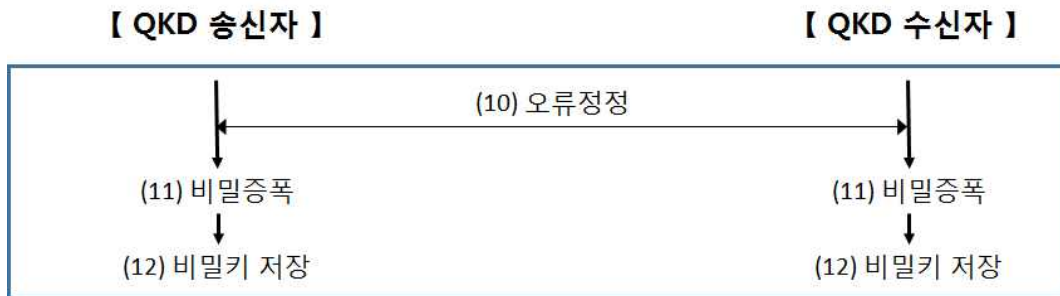 【 QKD 송신자 】 【 QKD 수신자 】
(10) 오류정정
(11) 비밀증폭 (11) 비밀증폭
(12) 비밀키 저장 (12) 비밀키 저장